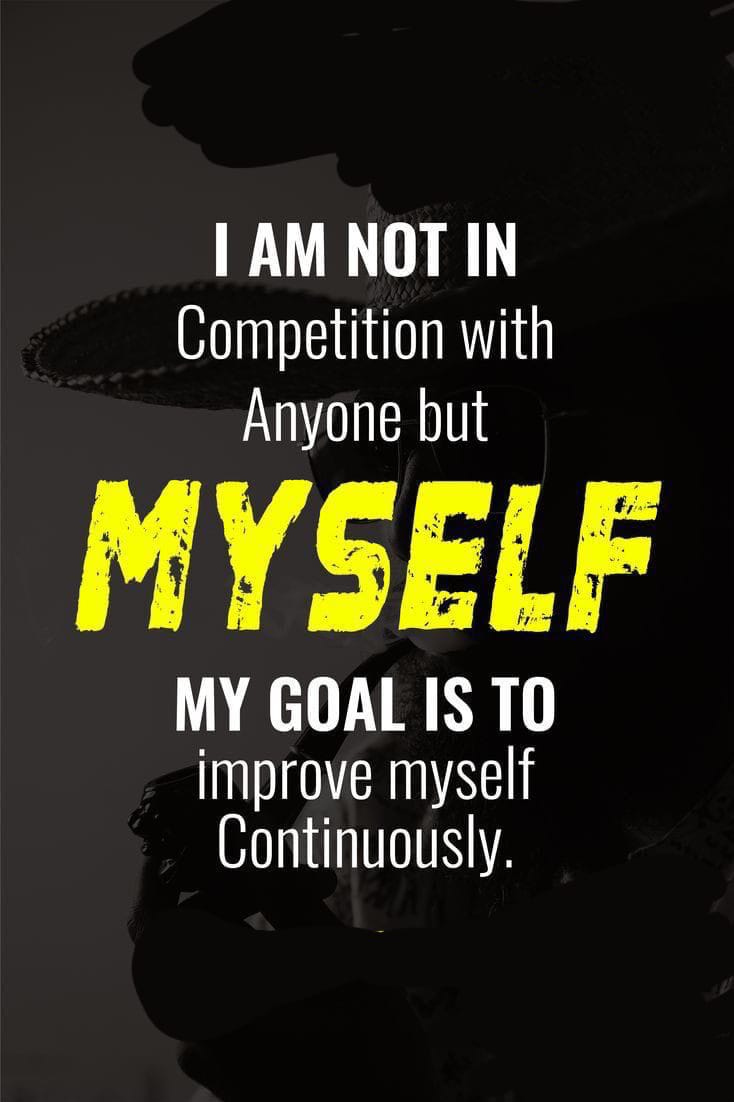 I AM NOT IN
Competition with
Anyone but
MYSELF
MY GOAL IS TO
improve myself
Continuously.